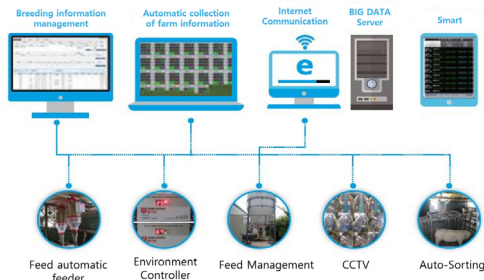 Breeding information
management
Automatic collection
of farm information
Internet
Communication
BIG DATA
Server
Smart
e
Feed automatic
feeder
Environment
Controller
Feed Management
CCTV
Auto-Sorting